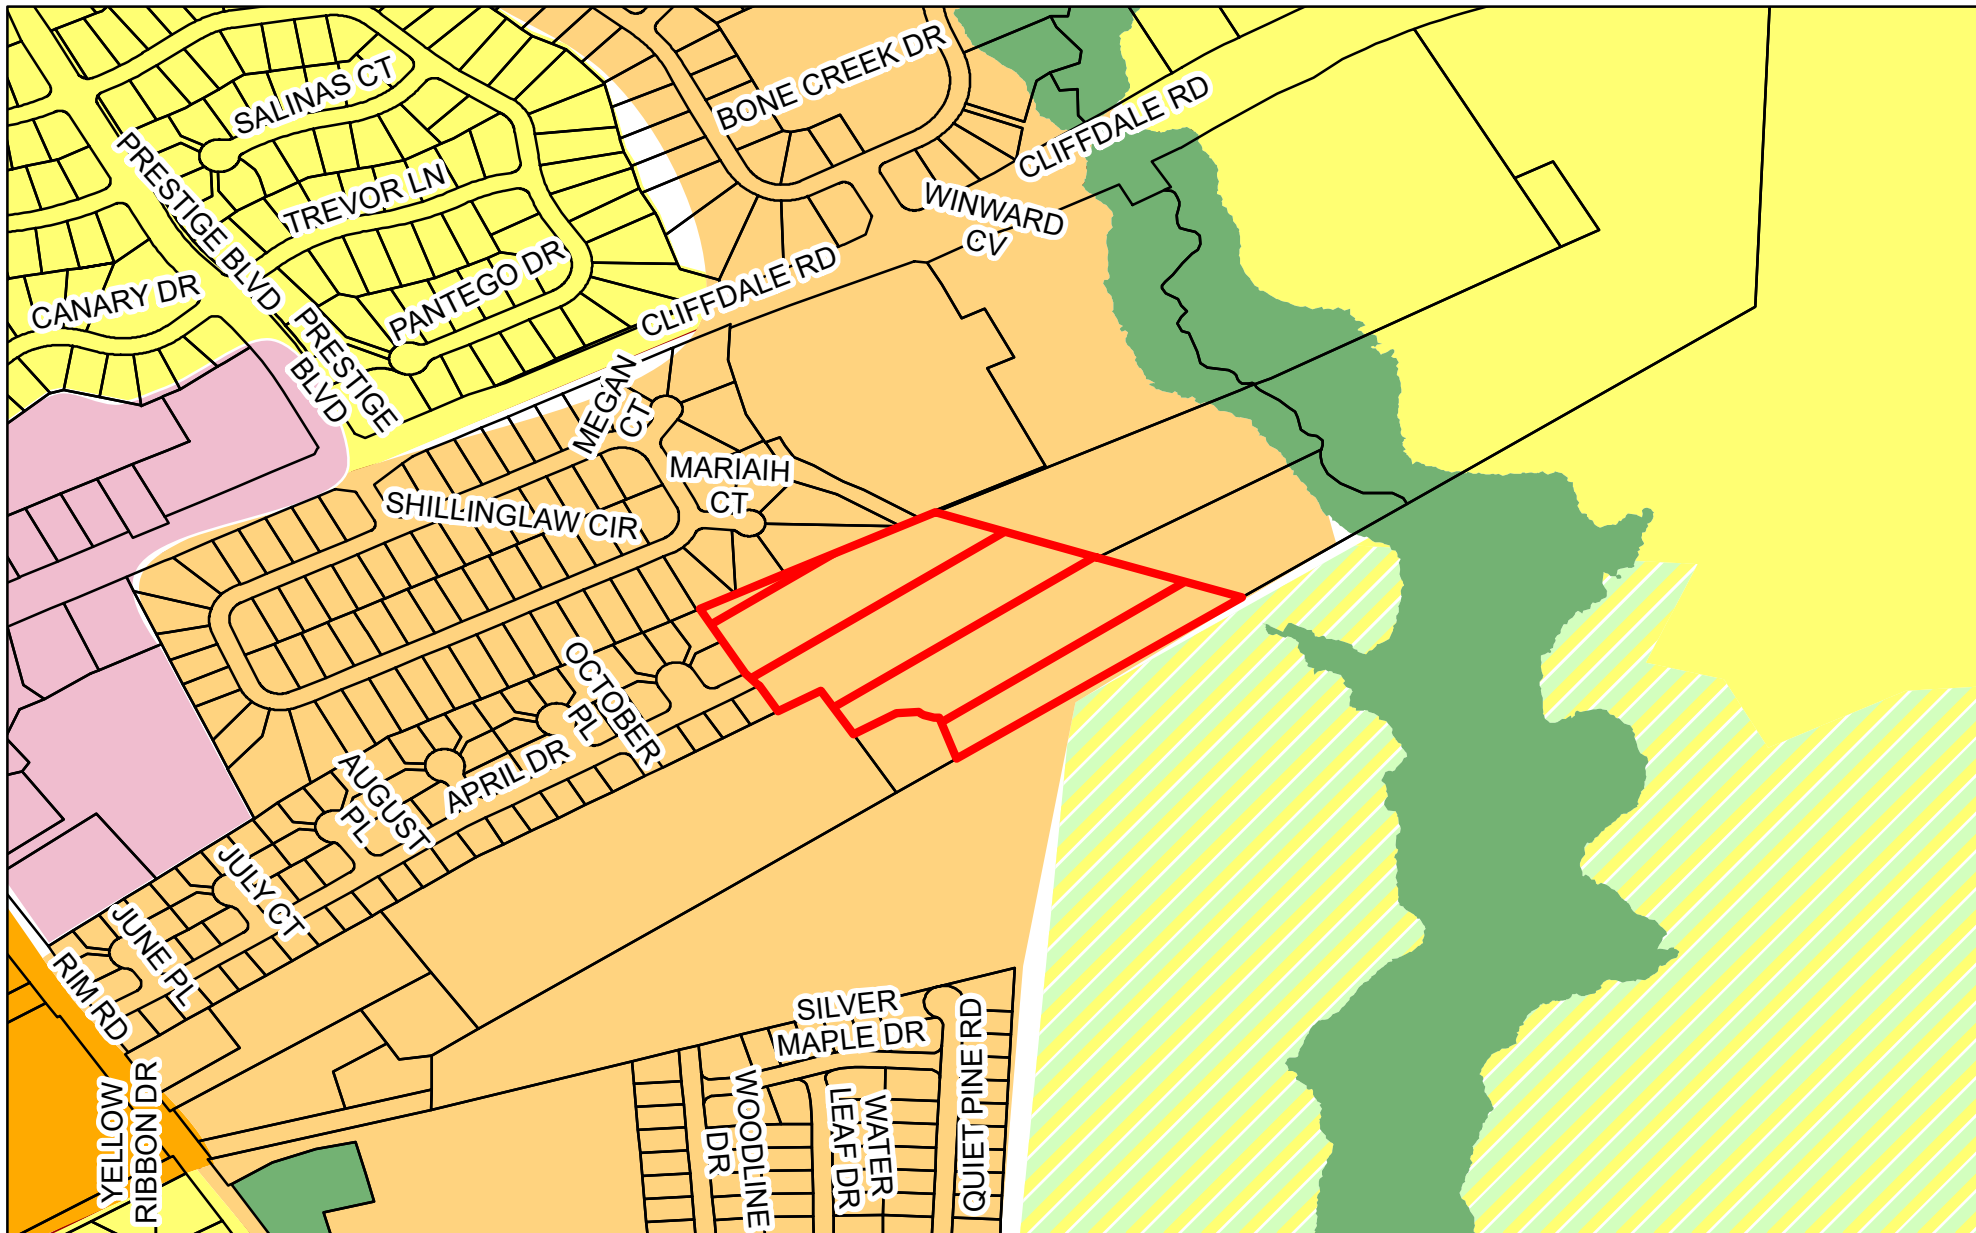 SALINAS CT
BONE CREEK DR
CLIFFDALE RD
PRESTIGE BLVD
TREVOR LN
WINWARD
CV
PANTEGO DR
CANARY DR
CLIFFDALE RD
PRESTIGE
BLVD
MEGAN
CT
MARIAIH
CT
SHILLINGLAW CIR
OCTOBER
PL
APRIL DR
AUGUST
PL
JULY CT
JUNE PL
RIM RD
SILVER
MAPLE DR
QUIET PINE RD
YELLOW
RIBBON DR
WOODLINE
DR
WATER
LEAF DR